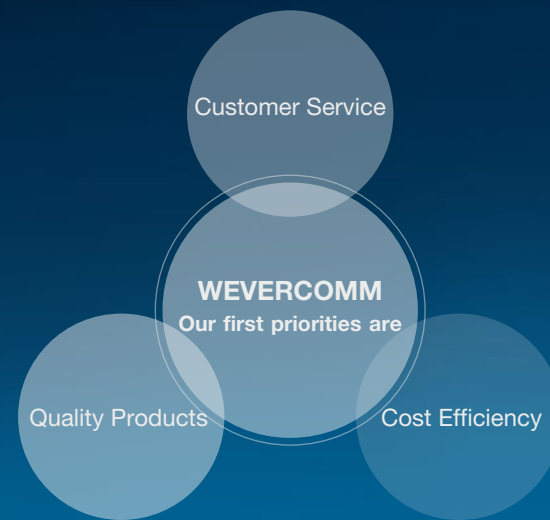 Customer Service
WEVERCOMM
Our first priorities are
Quality Products
Cost Efficiency